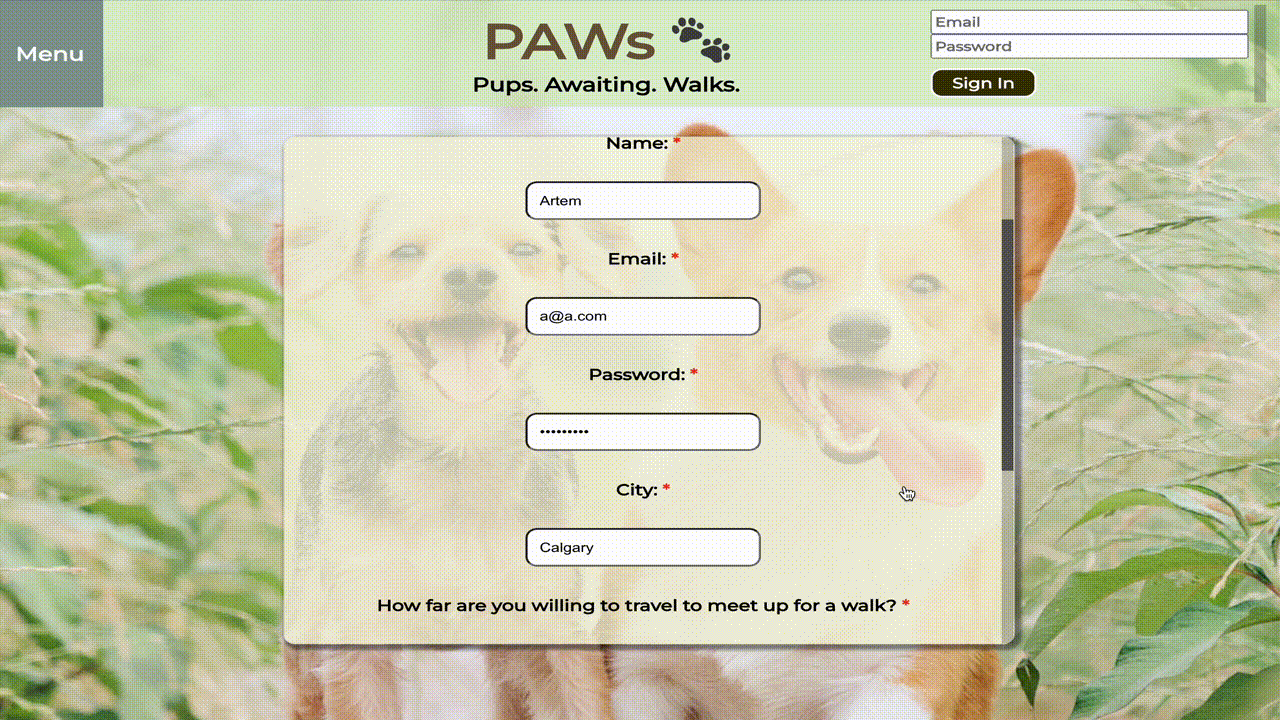 Menu
PAWs
Pups. Awaiting. Walks.
Email
Password
Sign In
Name: *
Artem
Email: *
a@a.com
Password: *
•••••••••
City: *
Calgary
How far are you willing to travel to meet up for a walk? *